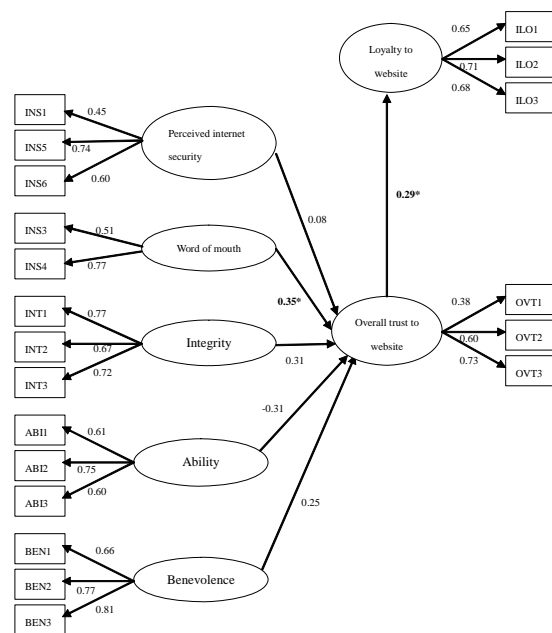 0.65
ILO1
Loyalty to
website
0.71
ILO2
0.68
ILO3
INS1
0.45
Perceived internet
security
INS5
0.74
INS6
0.60
0.29*
0.08
INS3
0.51
Word of mouth
INS4
0.77
0.35*
INT1
0.77
Integrity
INT2
0.67
INT3
0.72
0.31
Overall trust to
website
0.38
OVT1
0.60
OVT2
0.73
OVT3
ABI1
0.61
-0.31
Ability
ABI2
0.75
ABI3
0.60
0.25
BEN1
0.66
Benevolence
BEN2
0.77
BEN3
0.81